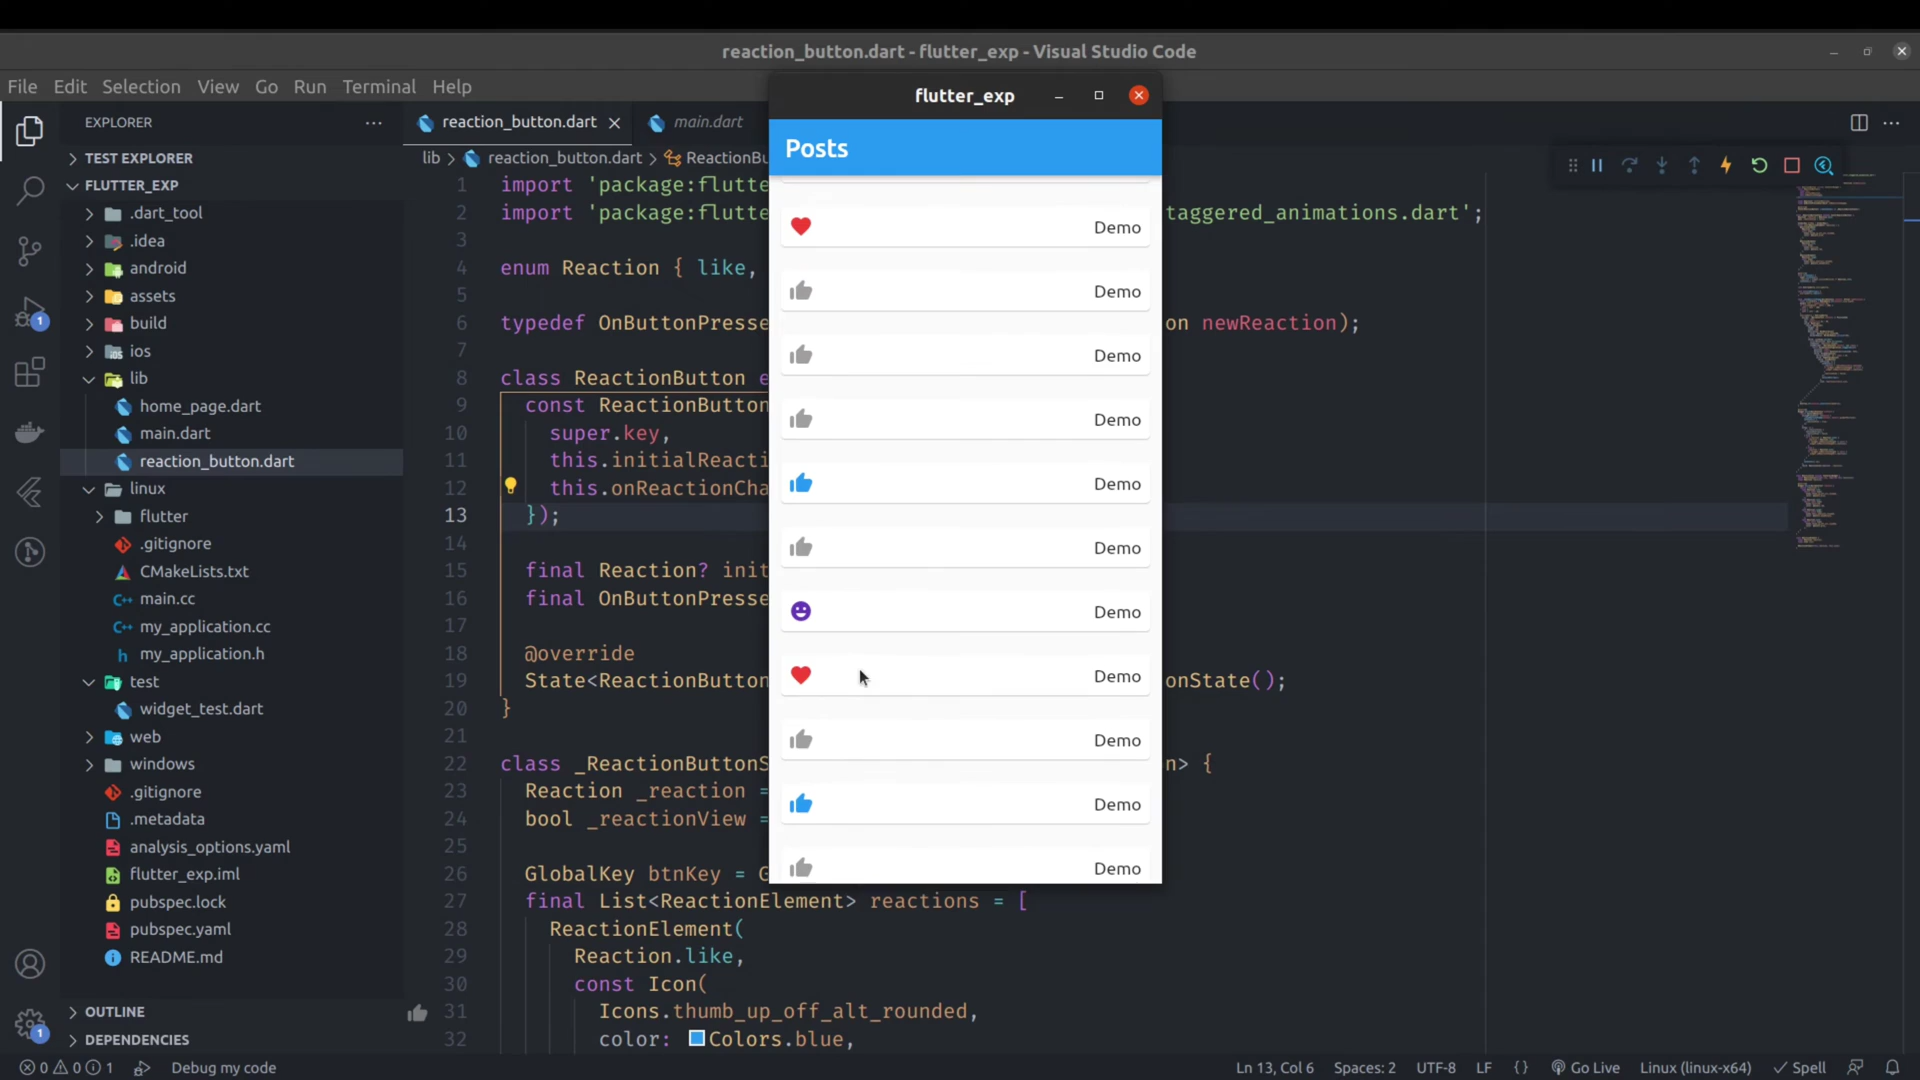 reaction_button.dart - flutter_exp - Visual Studio Code
File Edit Selection View Go Run Terminal Help
EXPLORER
TEST EXPLORER
FLUTTER_EXP
.dart_tool
.idea
android
assets
build
ios
lib
home_page.dart
main.dart
reaction_button.dart
linux
flutter
.gitignore
CMakeLists.txt
main.cc
my_application.cc
my_application.h
test
widget_test.dart
web
windows
.gitignore
.metadata
analysis_options.yaml
flutter_exp.iml
pubspec.lock
pubspec.yaml
README.md
OUTLINE
DEPENDENCIES
reaction_button.dart main.dart
lib > reaction_button.dart > ReactionBu
1 import 'package:flutte
2 import 'package:flutte taggered_animations.dart';
3
4 enum Reaction { like,
5
6 typedef OnButtonPresse on newReaction);
7
8 class ReactionButton e
9 const ReactionButton
10 super.key,
11 this.initialReacti
12 this.onReactionCha
13 });
14
15 final Reaction? init
16 final OnButtonPresse
17
18 @override
19 State<ReactionButton onState();
20 }
21
22 class _ReactionButtonS n> {
23 Reaction _reaction =
24 bool _reactionView =
25
26 GlobalKey btnKey = G
27 final List<ReactionElement> reactions = [
28 ReactionElement(
29 Reaction.like,
30 const Icon(
31 Icons.thumb_up_off_alt_rounded,
32 color: Colors.blue,
flutter_exp
Posts
Demo
Demo
Demo
Demo
Demo
Demo
Demo
Demo
Demo
Demo
Demo
1
1
0 0 1 Debug my code Ln 13, Col 6 Spaces: 2 UTF-8 LF {} Go Live Linux (linux-x64) Spell